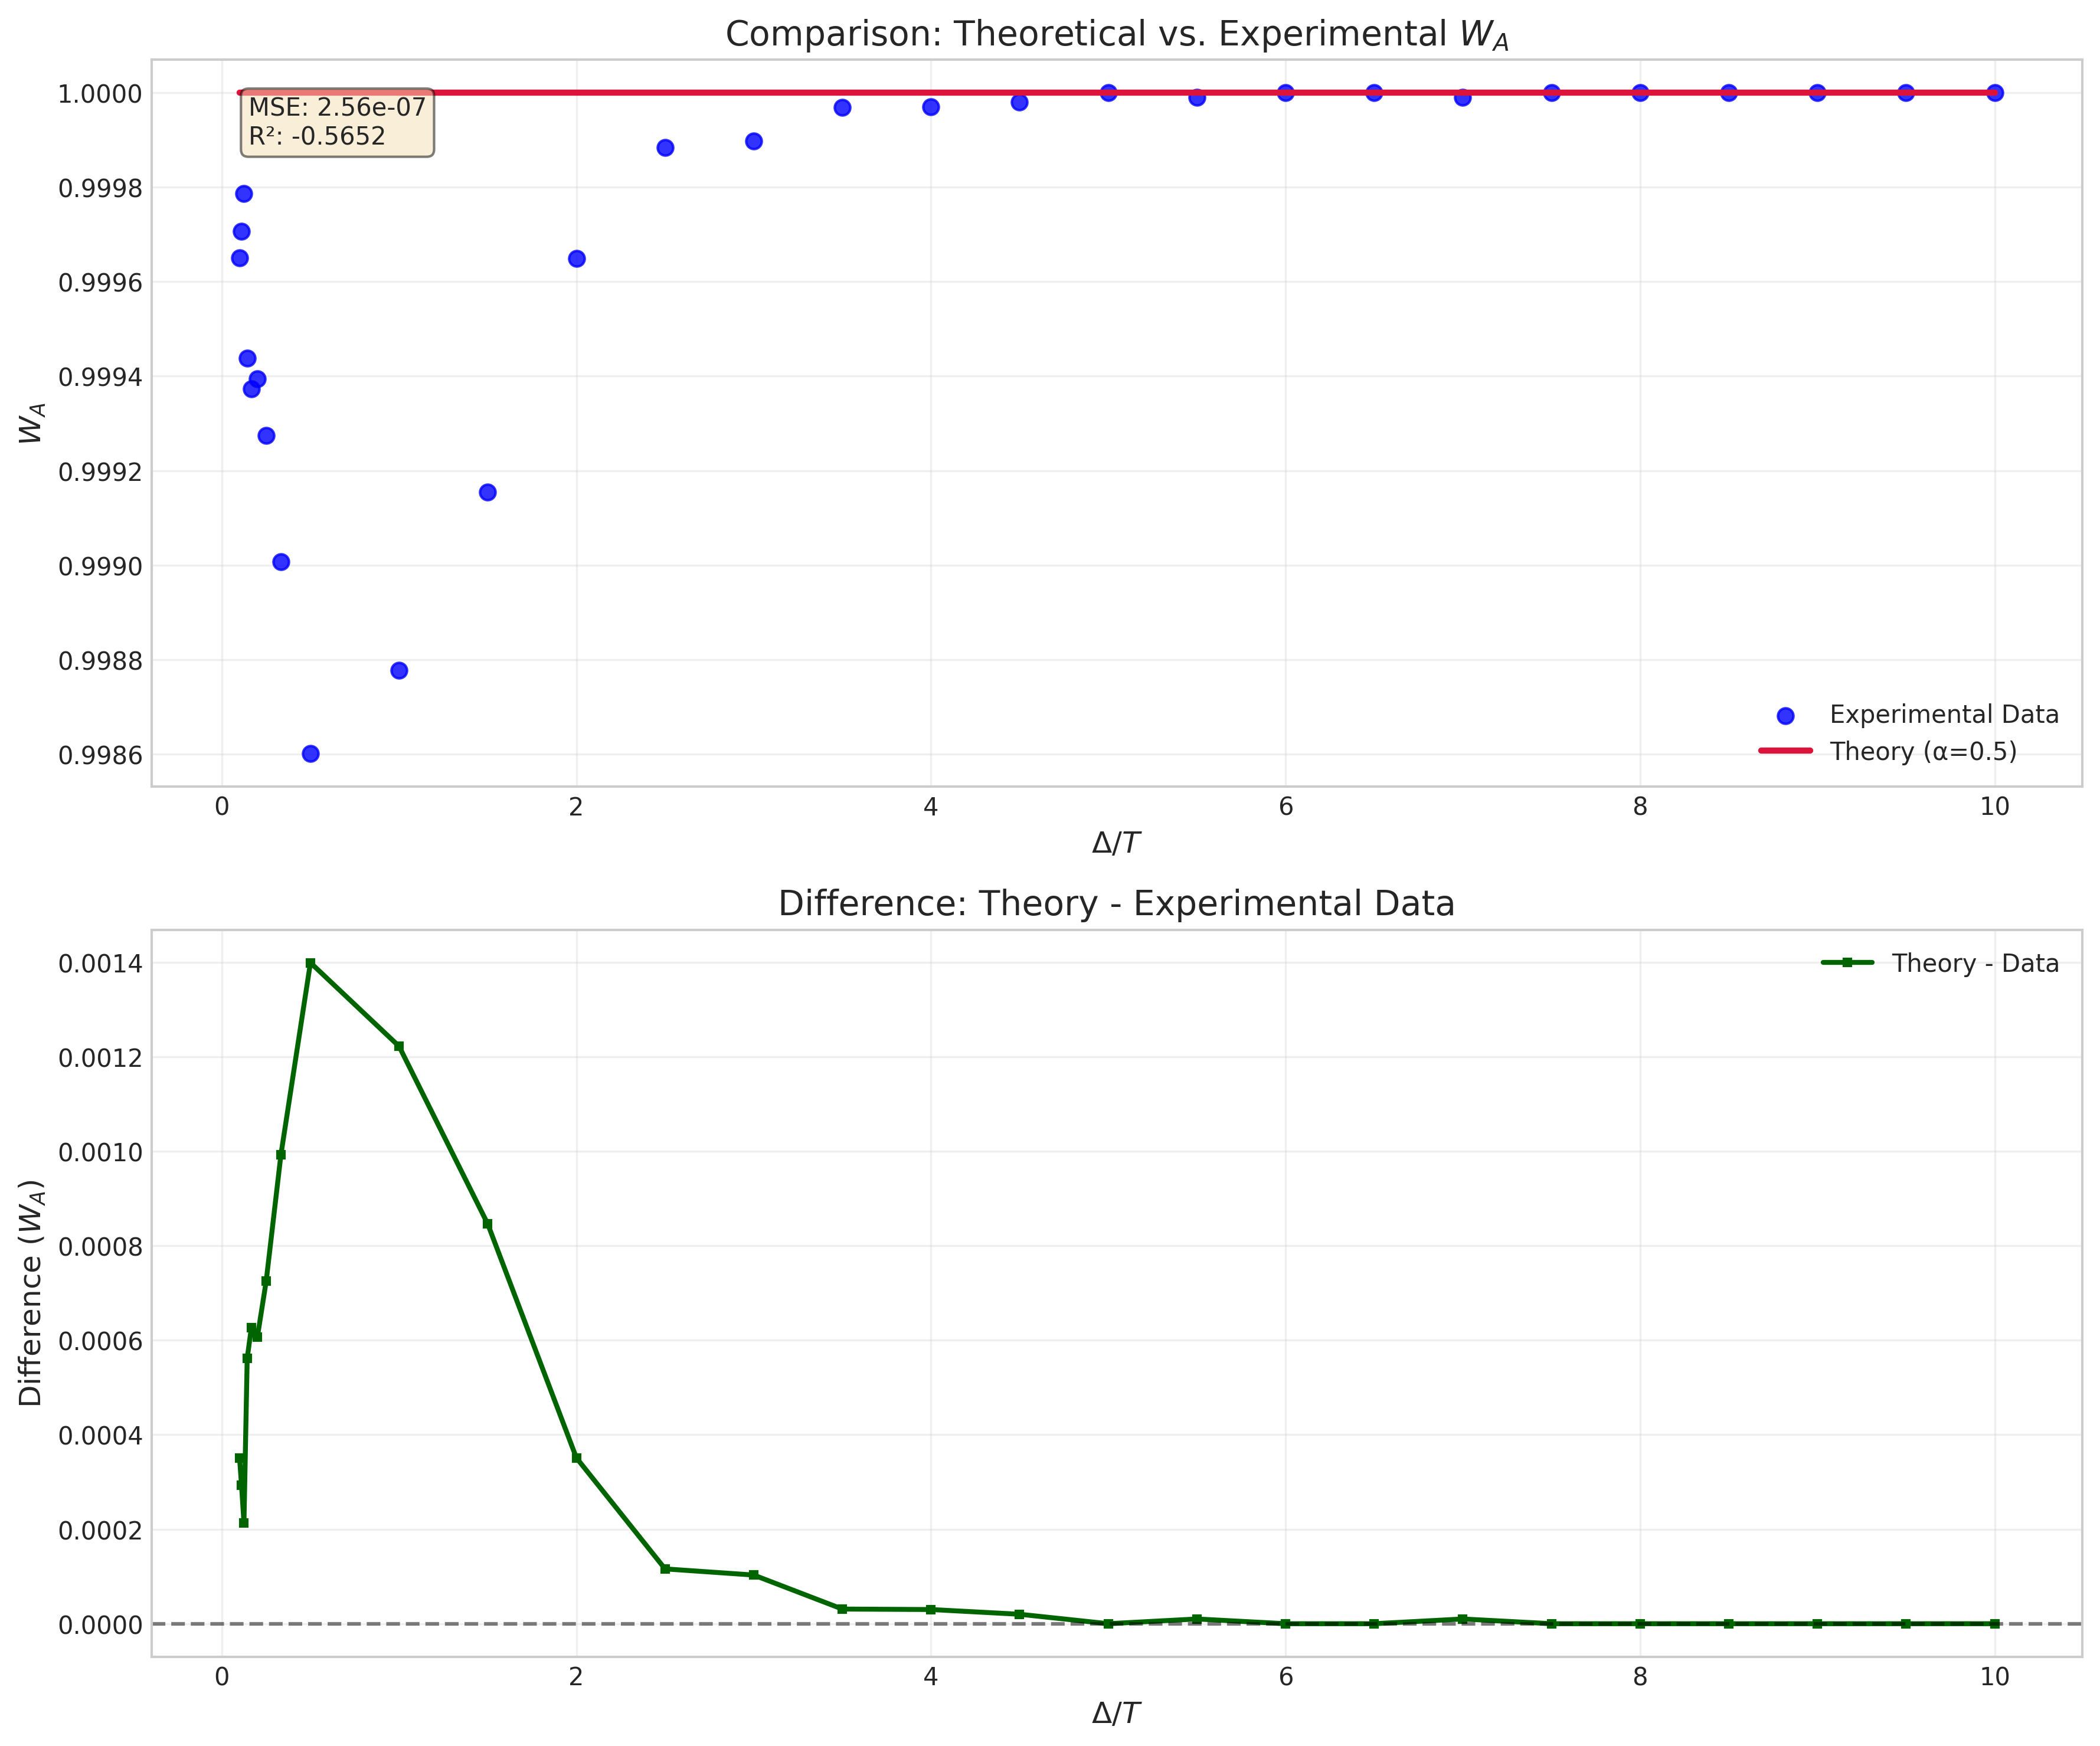 Comparison: Theoretical vs. Experimental W_A
1.0000
0.9998
0.9996
0.9994
0.9992
0.9990
0.9988
0.9986
W_A
MSE: 2.56e-07
R²: -0.5652
Experimental Data
Theory (α=0.5)
0 2 4 6 8 10
Δ/T
Difference: Theory - Experimental Data
0.0014
0.0012
0.0010
0.0008
0.0006
0.0004
0.0002
0.0000
Difference (W_A)
Theory - Data
0 2 4 6 8 10
Δ/T